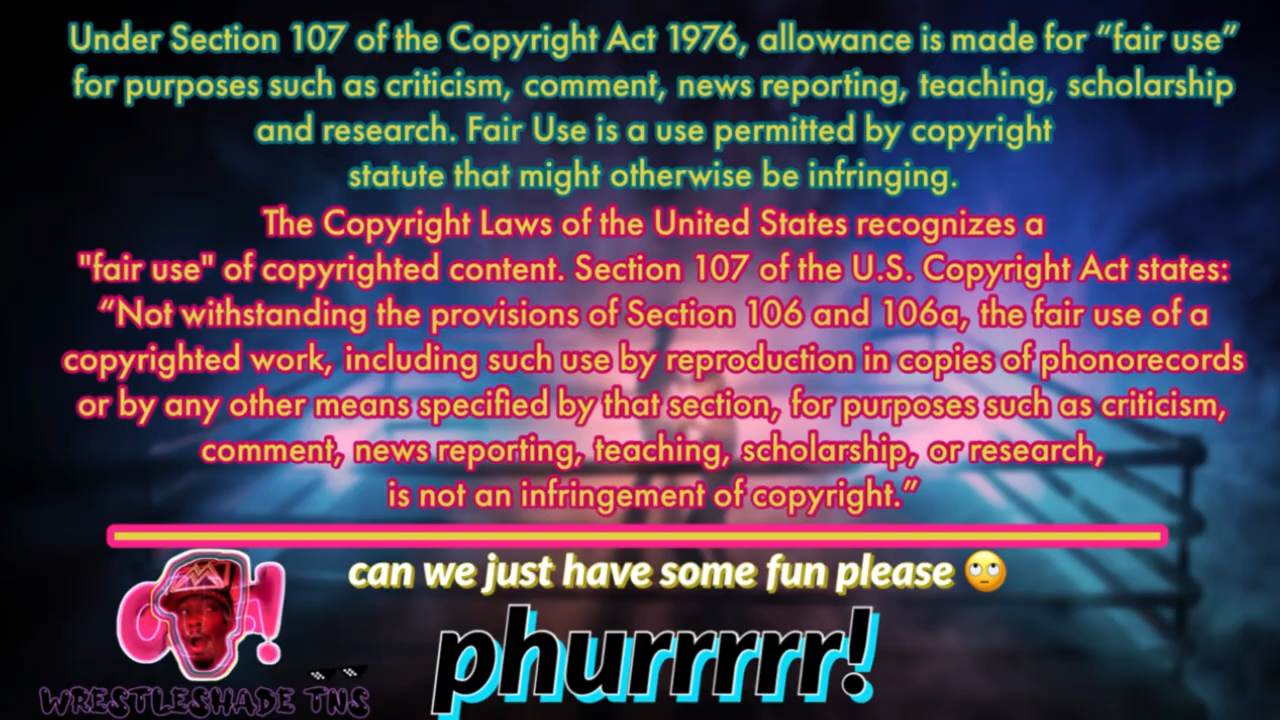 Under Section 107 of the Copyright Act 1976, allowance is made for “fair use”
for purposes such as criticism, comment, news reporting, teaching, scholarship
and research. Fair Use is a use permitted by copyright
statute that might otherwise be infringing.
The Copyright Laws of the United States recognizes a
"fair use" of copyrighted content. Section 107 of the U.S. Copyright Act states:
“Not withstanding the provisions of Section 106 and 106a, the fair use of a
copyrighted work, including such use by reproduction in copies of phonorecords
or by any other means specified by that section, for purposes such as criticism,
comment, news reporting, teaching, scholarship, or research,
is not an infringement of copyright.”
can we just have some fun please 🙄
phurrrrr!
WRESTLESHADE TNS